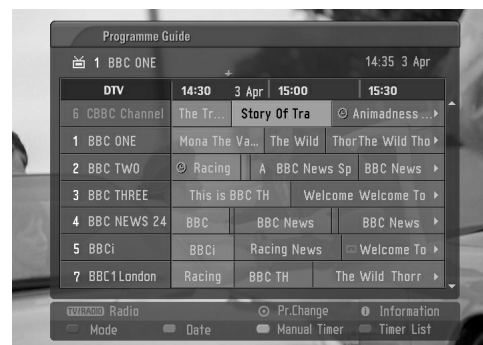 Programme Guide
1 BBC ONE 14:35 3 Apr
DTV 14:30 3 Apr 15:00 15:30
6 CBBC Channel The Tr... Story Of Tra Animadness ...
1 BBC ONE Mona The Va... The Wild Thor The Wild Tho
2 BBC TWO Racing A BBC News Sp BBC News
3 BBC THREE This is BBC TH Welcome Welcome To
4 BBC NEWS 24 BBC BBC News BBC News
5 BBCi BBCi Racing News Welcome To
7 BBC1 London Racing BBC TH The Wild Thorr
TV/RADIO Radio Pr.Change Information
Mode Date Manual Timer Timer List